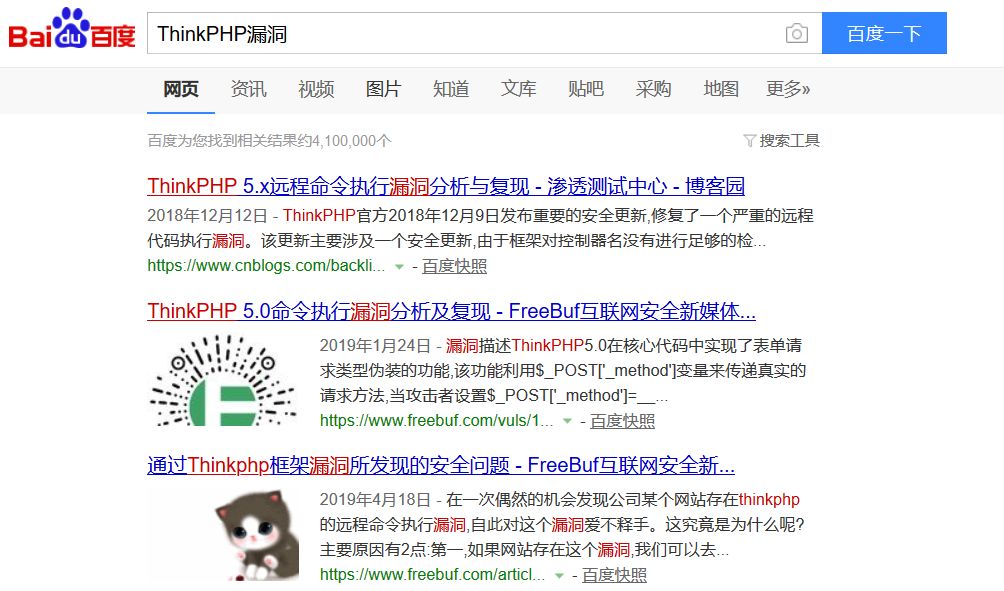 Bai du 百度
ThinkPHP漏洞
百度一下
网页 资讯 视频 图片 知道 文库 贴吧 采购 地图 更多»
百度为您找到相关结果约4,100,000个
搜索工具
ThinkPHP 5.x远程命令执行漏洞分析与复现 - 渗透测试中心 - 博客园
2018年12月12日 - ThinkPHP官方2018年12月9日发布重要的安全更新,修复了一个严重的远程
代码执行漏洞。该更新主要涉及一个安全更新,由于框架对控制器名没有进行足够的检...
https://www.cnblogs.com/backli... - 百度快照
ThinkPHP 5.0命令执行漏洞分析及复现 - FreeBuf互联网安全新媒体...
2019年1月24日 - 漏洞描述ThinkPHP5.0在核心代码中实现了表单请
求类型伪装的功能,该功能利用$_POST['_method']变量来传递真实的
请求方法,当攻击者设置$_POST['_method']=__...
https://www.freebuf.com/vuls/1... - 百度快照
通过Thinkphp框架漏洞所发现的安全问题 - FreeBuf互联网安全新...
2019年4月18日 - 在一次偶然的机会发现公司某个网站存在thinkphp
的远程命令执行漏洞,自此对这个漏洞爱不释手。这究竟是为什么呢?
主要原因有2点:第一,如果网站存在这个漏洞,我们可以去...
https://www.freebuf.com/articl... - 百度快照